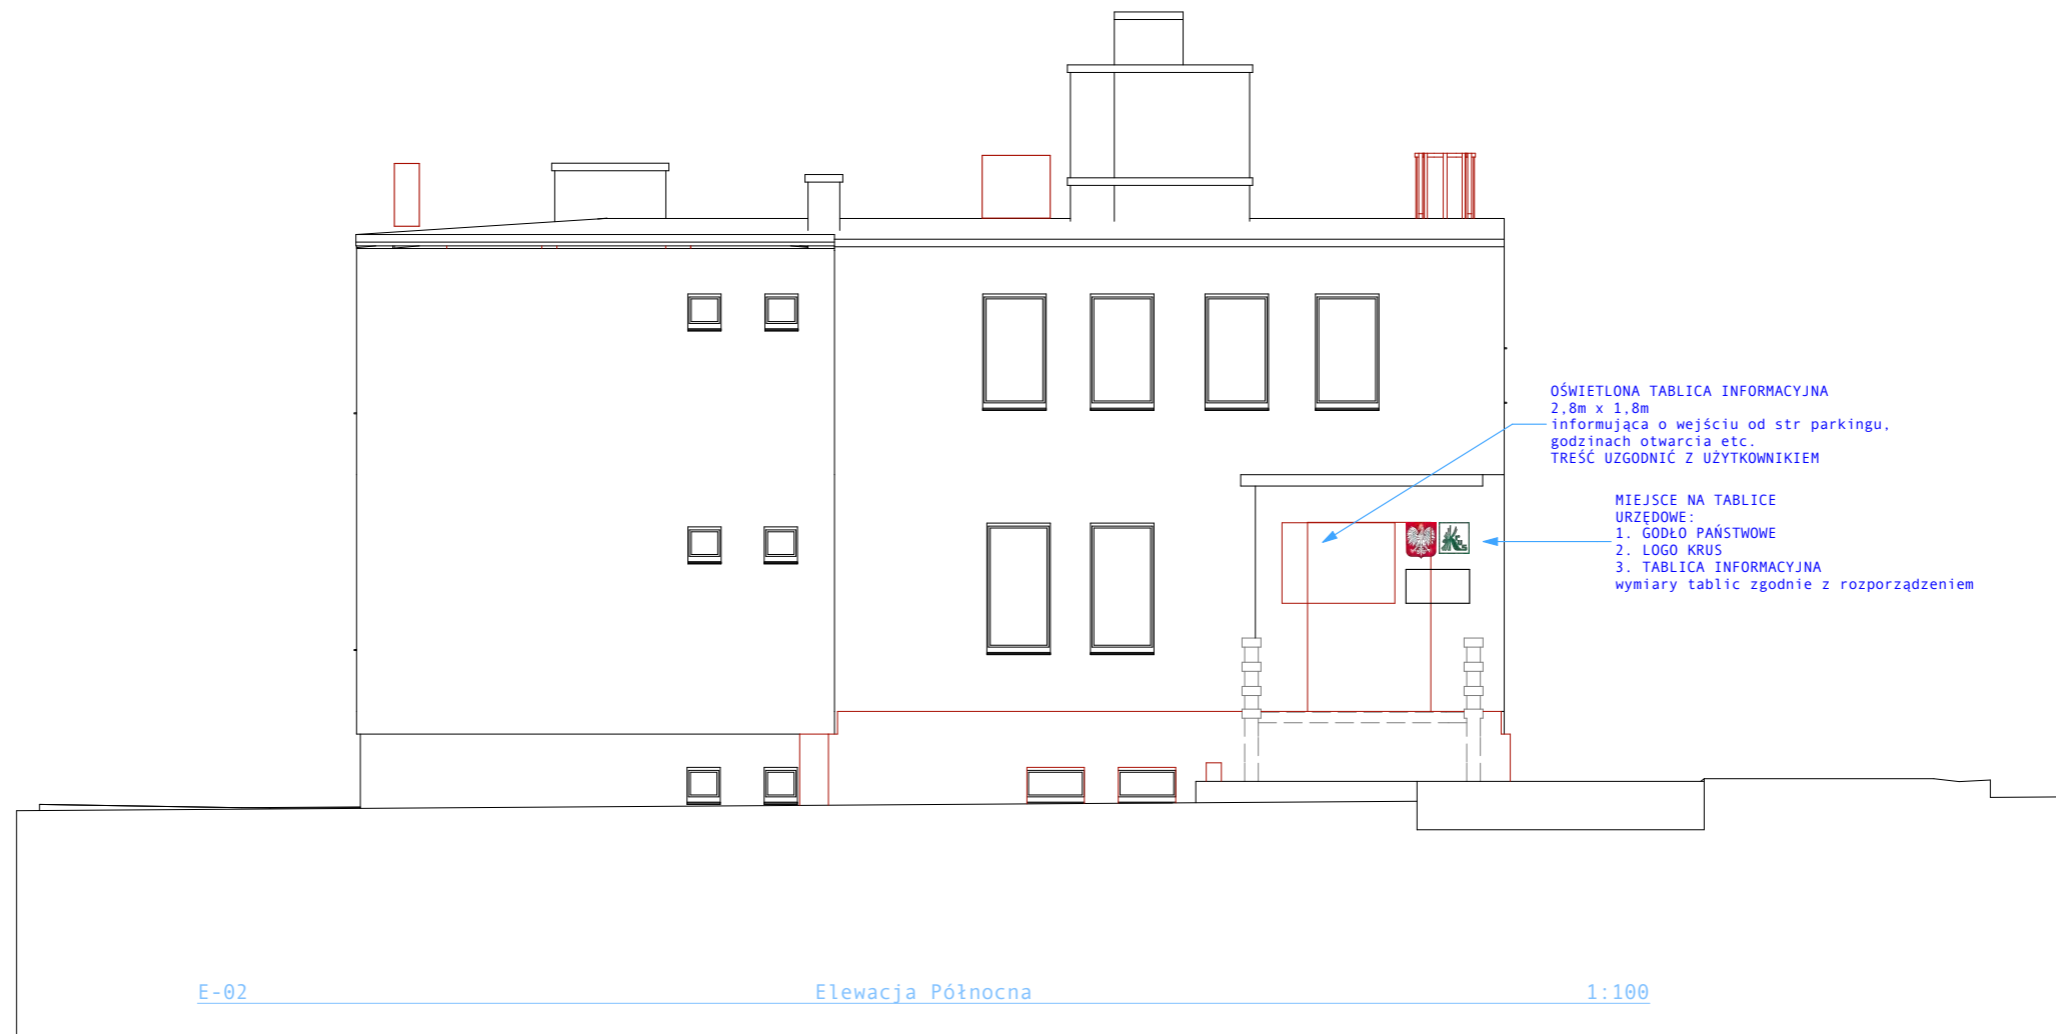 OŚWIETLONA TABLICA INFORMACYJNA
2,8m x 1,8m
informująca o wejściu od str parkingu,
godzinach otwarcia etc.
TREŚĆ UZGODNIĆ Z UŻYTKOWNIKIEM
MIEJSCE NA TABLICE
URZĘDOWE:
1. GODŁO PAŃSTWOWE
2. LOGO KRUS
3. TABLICA INFORMACYJNA
wymiary tablic zgodnie z rozporządzeniem
E-02 Elewacja Północna 1:100